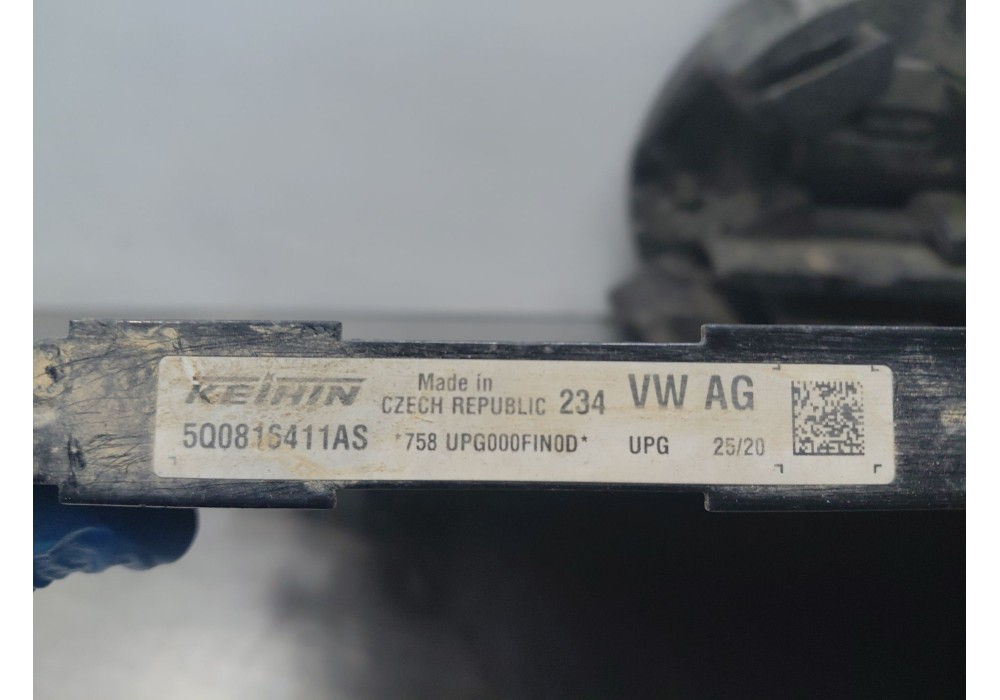 KEIHIN Made in CZECH REPUBLIC 234 VW AG
5Q0816411AS *758 UPG000FIN0D* UPG 25/20